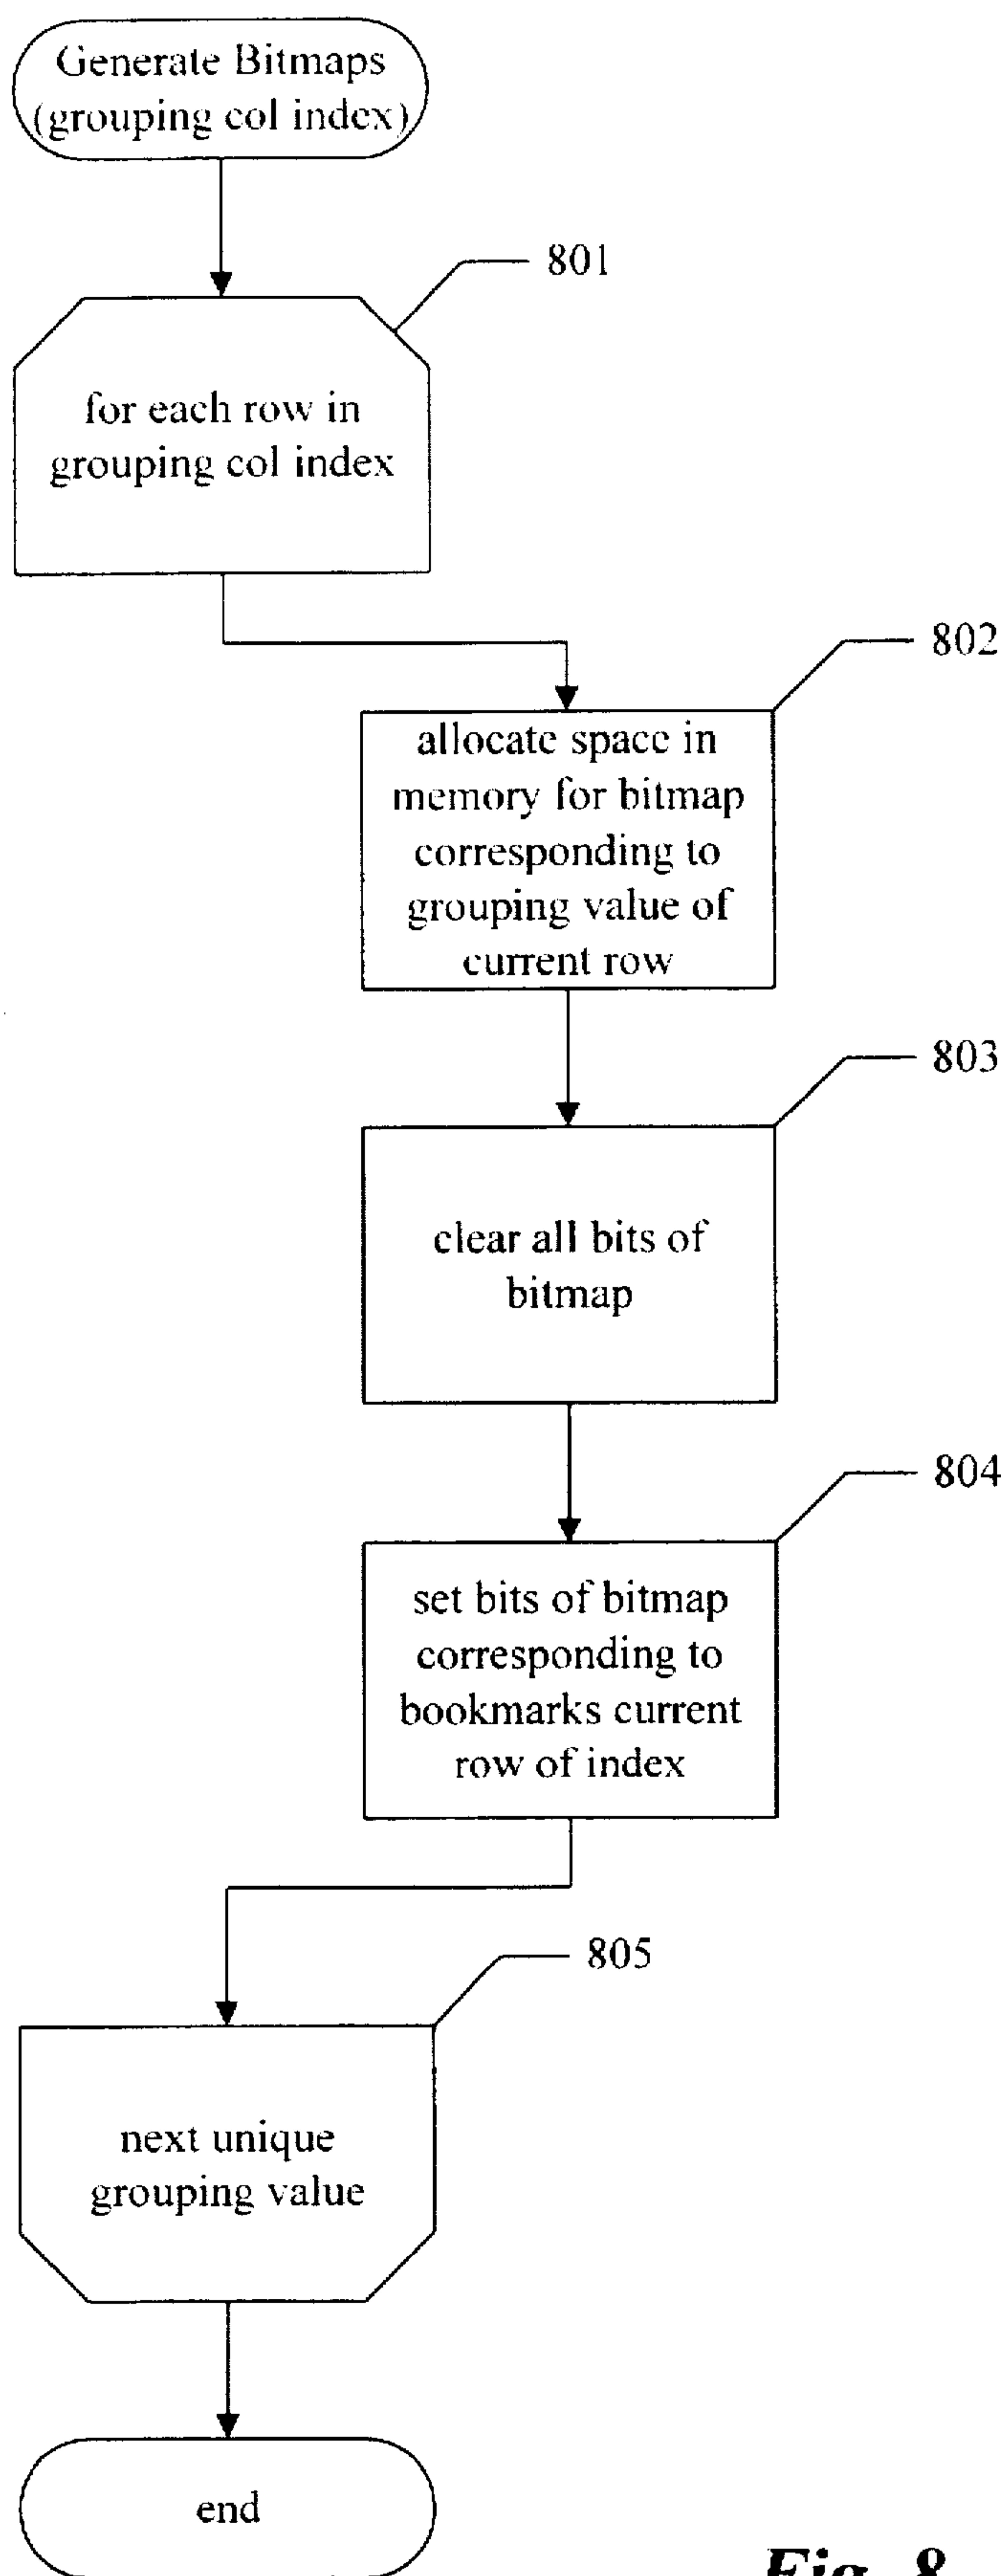 Generate Bitmaps
(grouping col index)
801
for each row in
grouping col index
802
allocate space in
memory for bitmap
corresponding to
grouping value of
current row
803
clear all bits of
bitmap
804
set bits of bitmap
corresponding to
bookmarks current
row of index
805
next unique
grouping value
end
Fig. 8